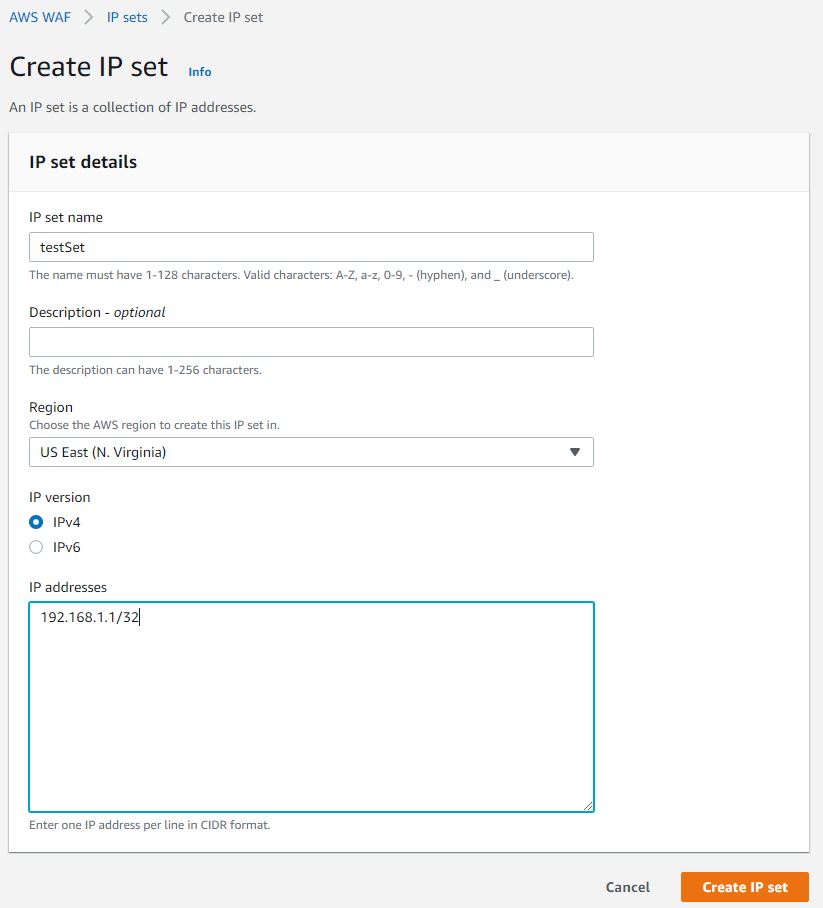 AWS WAF > IP sets > Create IP set
Create IP set Info
An IP set is a collection of IP addresses.
IP set details
IP set name
testSet
The name must have 1-128 characters. Valid characters: A-Z, a-z, 0-9, - (hyphen), and _ (underscore).
Description - optional
The description can have 1-256 characters.
Region
Choose the AWS region to create this IP set in.
US East (N. Virginia)
IP version
IPv4
IPv6
IP addresses
192.168.1.1/32
Enter one IP address per line in CIDR format.
Cancel Create IP set